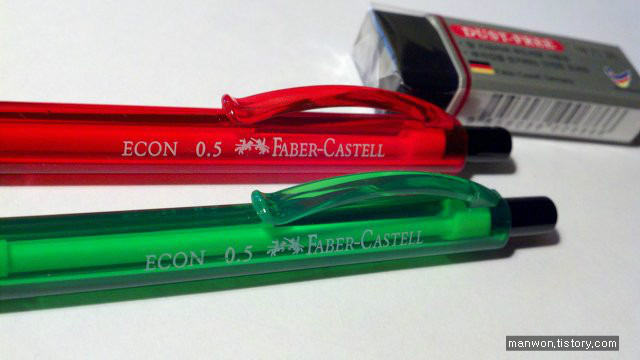 DUST-FREE
ECON 0.5 FABER-CASTELL
ECON 0.5 FABER-CASTELL
manwon.tistory.com